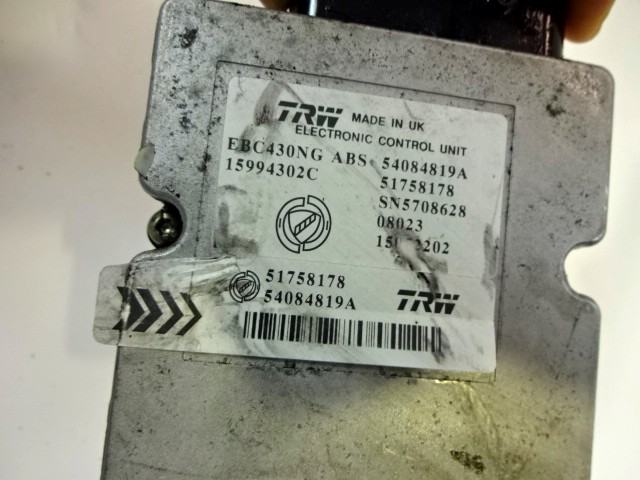 TRW MADE IN UK
ELECTRONIC CONTROL UNIT
EBC430NG ABS 54084819A
15994302C 51758178
SN5708628
08023
51758178
54084819A TRW